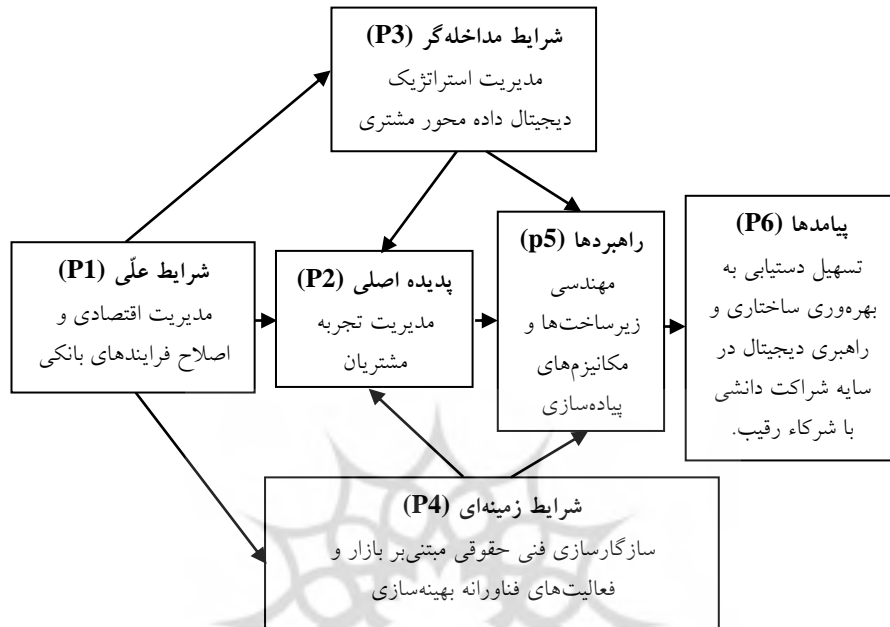 شرایط مداخله‌گر (P3)
مدیریت استراتژیک
دیجیتال داده محور مشتری
شرایط علّی (P1)
مدیریت اقتصادی و
اصلاح فرایندهای بانکی
پدیده اصلی (P2)
مدیریت تجربه
مشتریان
راهبردها (p5)
مهندسی
زیرساخت‌ها و
مکانیزم‌های
پیاده‌سازی
پیامدها (P6)
تسهیل دستیابی به
بهره‌وری ساختاری و
راهبری دیجیتال در
سایه شراکت دانشی
با شرکاء رقیب.
شرایط زمینه‌ای (P4)
سازگارسازی فنی حقوقی مبتنی‌بر بازار و
فعالیت‌های فناورانه بهینه‌سازی